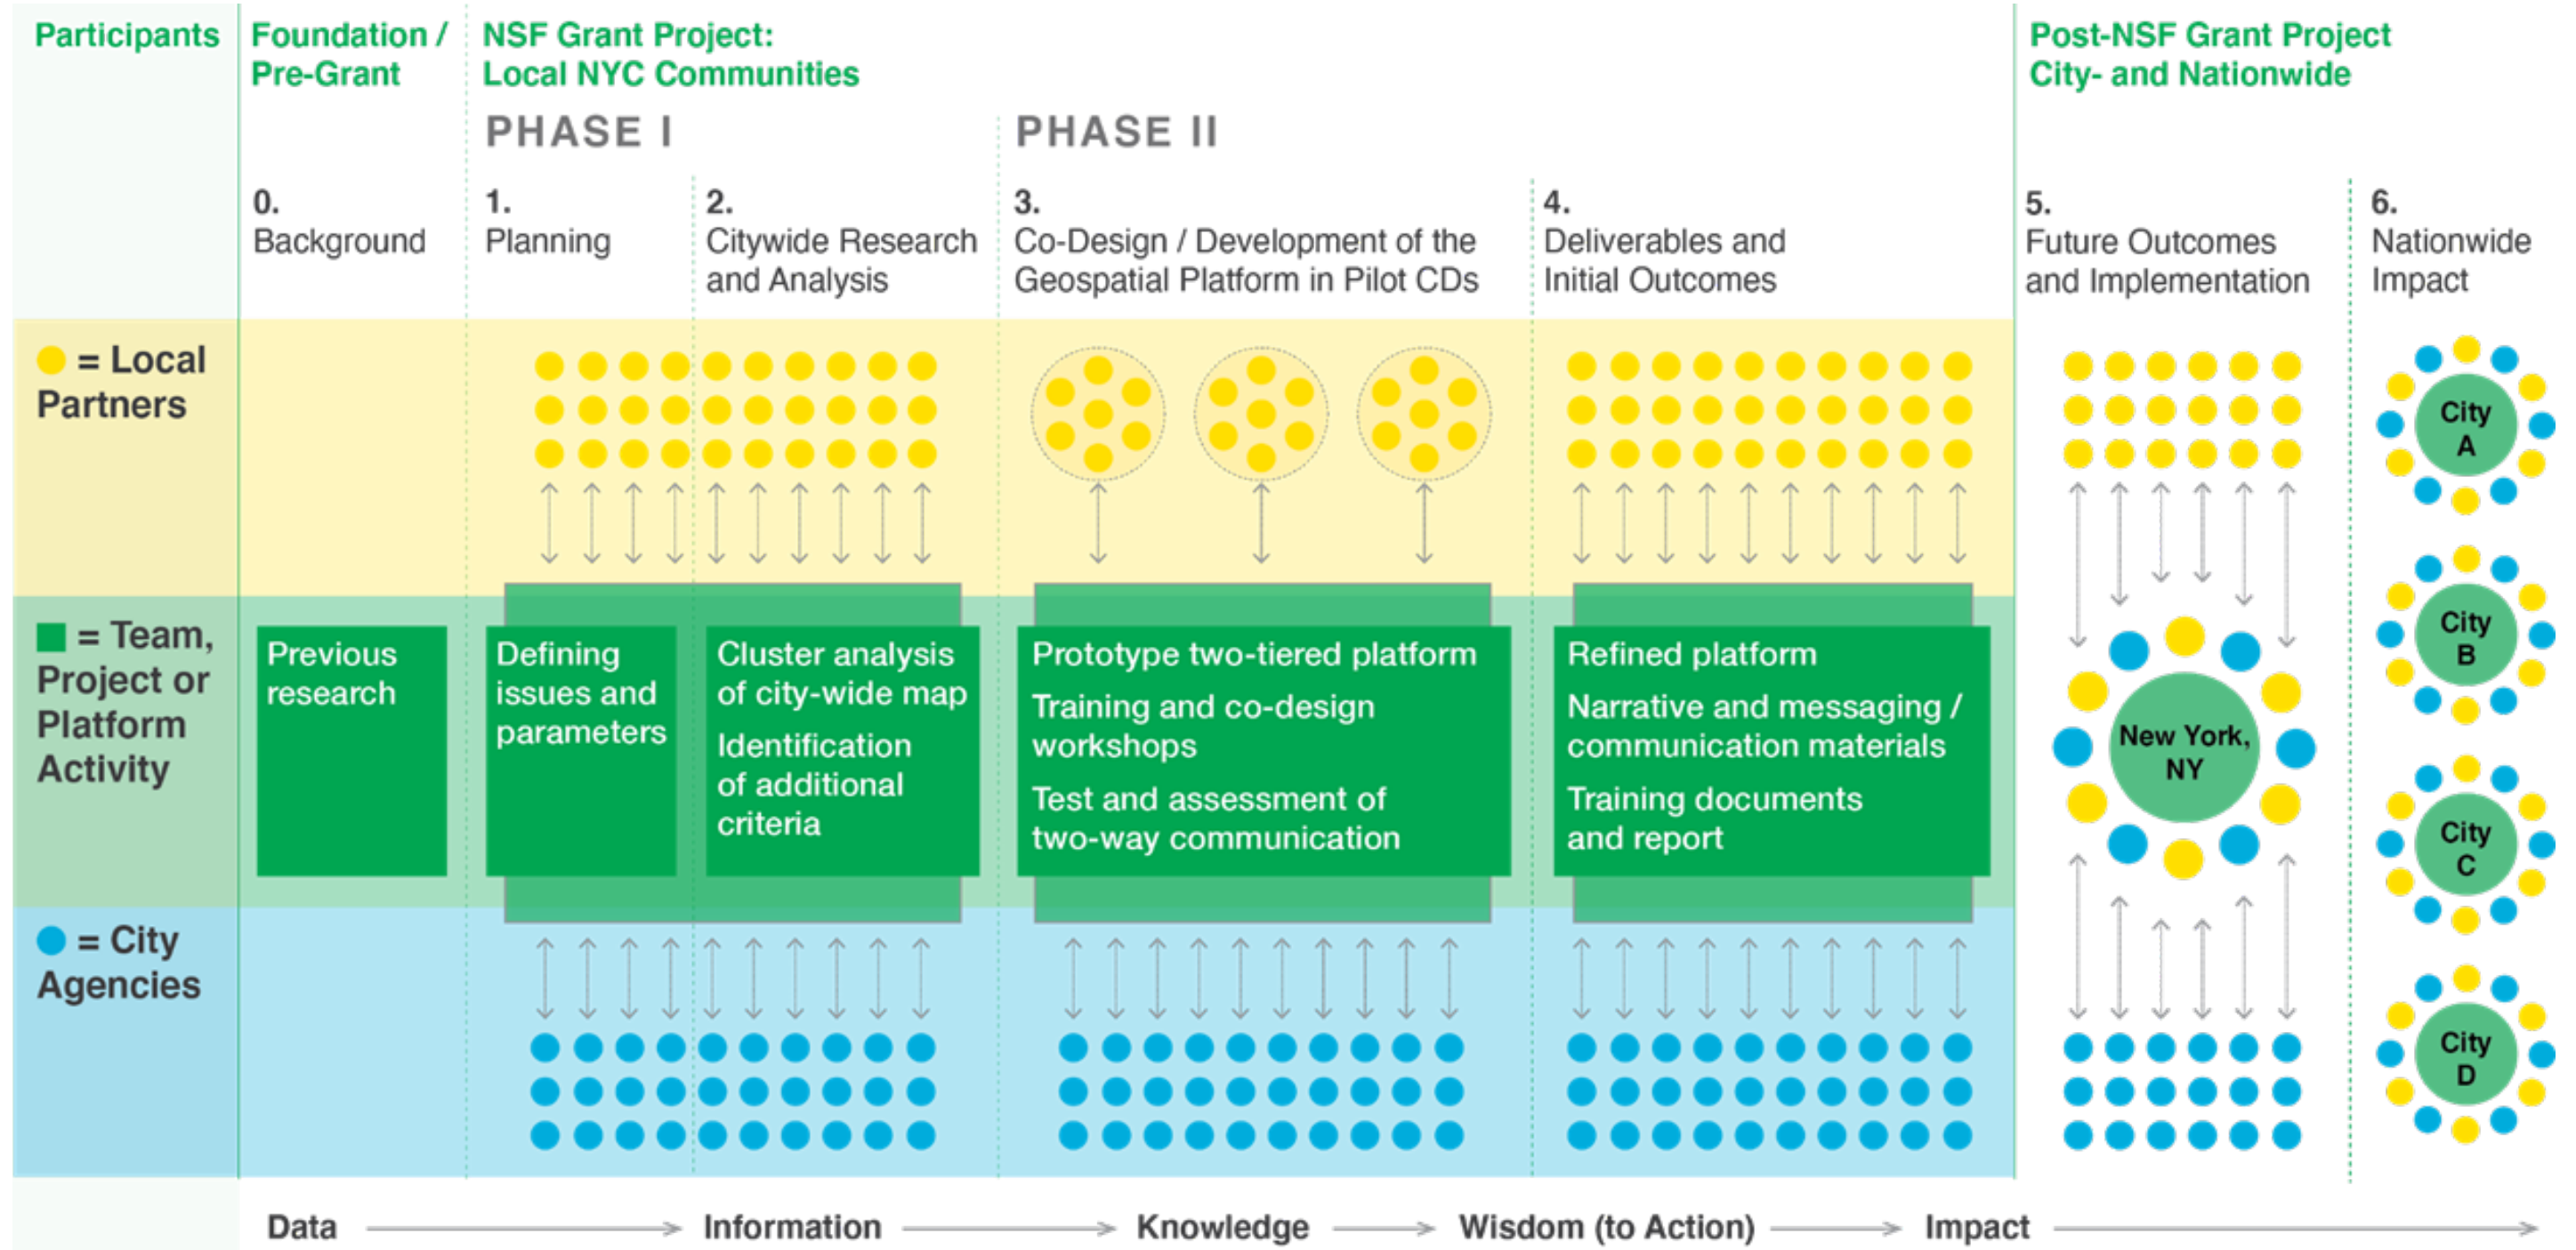 Participants
Foundation /
Pre-Grant
NSF Grant Project:
Local NYC Communities
Post-NSF Grant Project
City- and Nationwide
PHASE I
PHASE II
0.
Background
1.
Planning
2.
Citywide Research
and Analysis
3.
Co-Design / Development of the
Geospatial Platform in Pilot CDs
4.
Deliverables and
Initial Outcomes
5.
Future Outcomes
and Implementation
6.
Nationwide
Impact
= Local
Partners
= Team,
Project or
Platform
Activity
Previous
research
Defining
issues and
parameters
Cluster analysis
of city-wide map
Identification
of additional
criteria
Prototype two-tiered platform
Training and co-design
workshops
Test and assessment of
two-way communication
Refined platform
Narrative and messaging /
communication materials
Training documents
and report
New York,
NY
City
A
City
B
City
C
City
D
= City
Agencies
Data
Information
Knowledge
Wisdom (to Action)
Impact